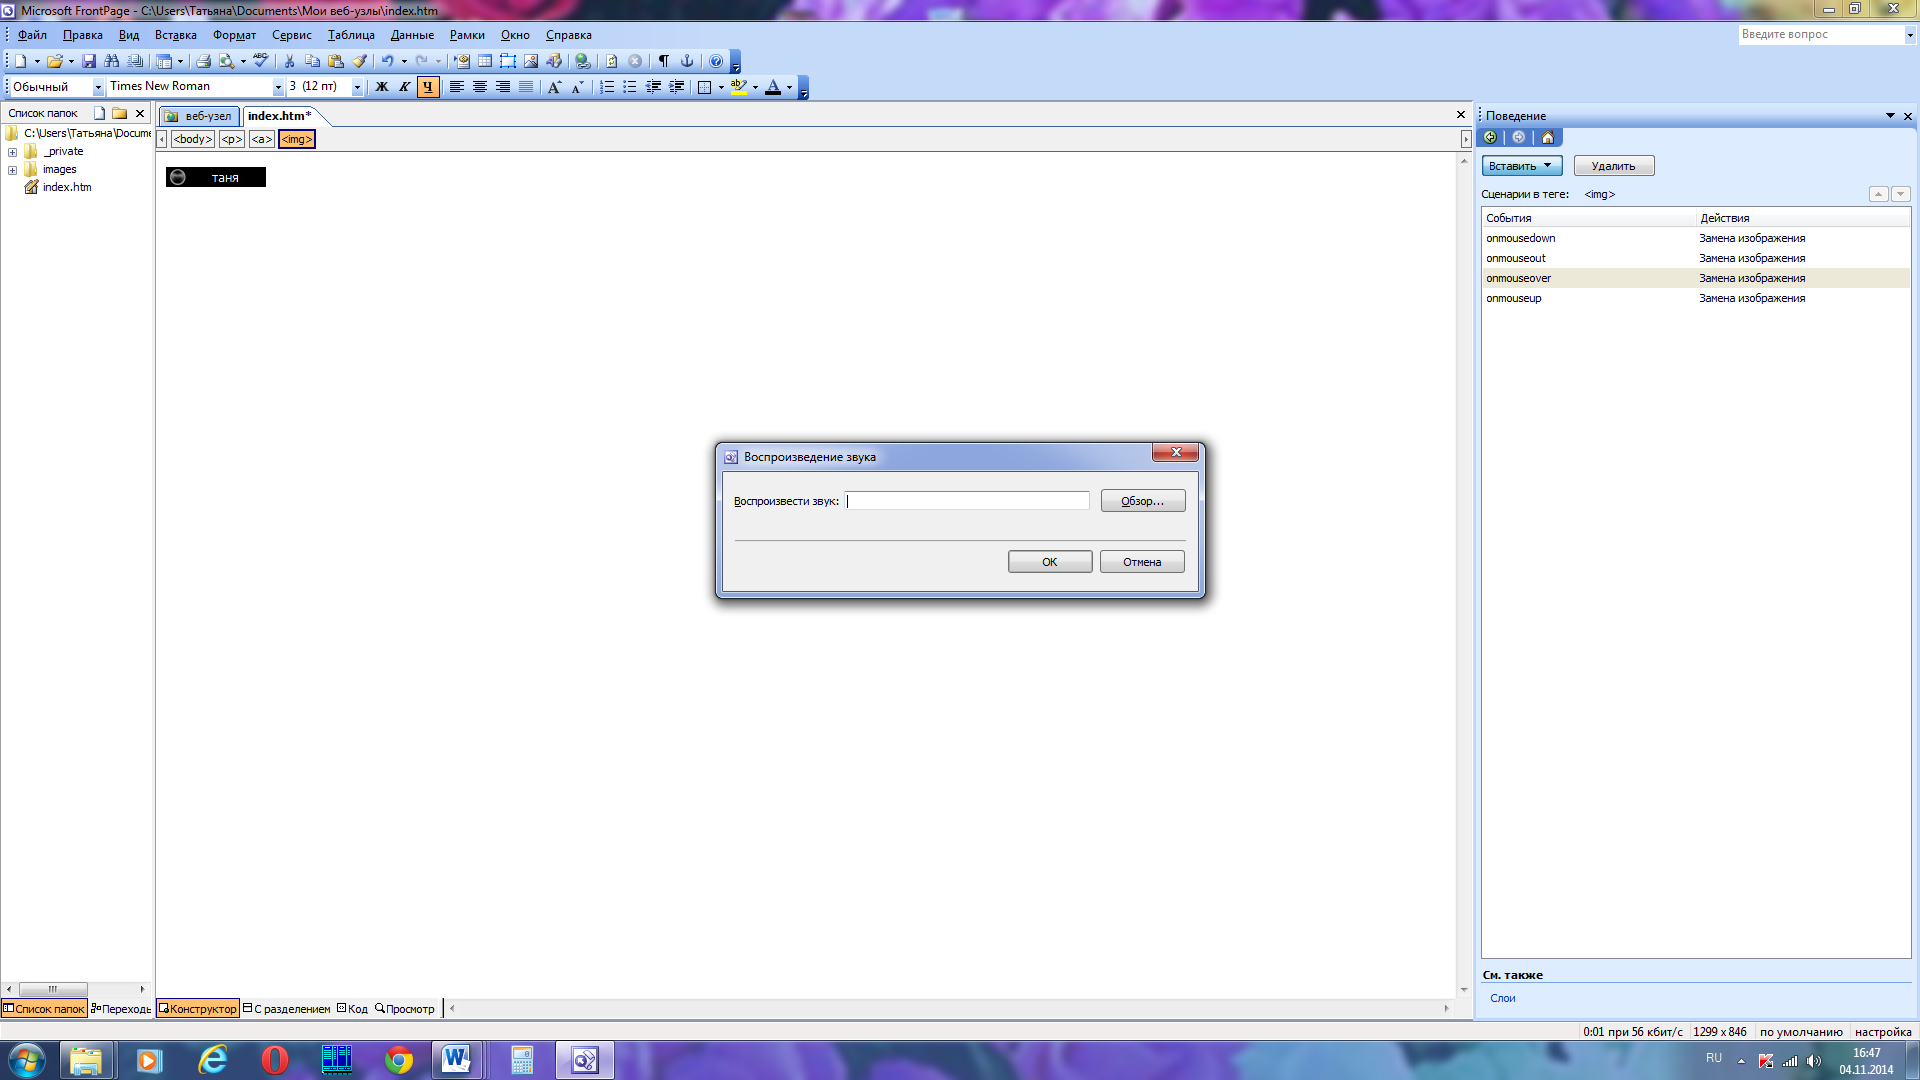 Microsoft FrontPage - C:\Users\Татьяна\Documents\Мои веб-узлы\index.htm
Файл Правка Вид Вставка Формат Сервис Таблица Данные Рамки Окно Справка
Введите вопрос
Обычный Times New Roman 3 (12 пт) Ж К Ч
Список папок
веб-узел index.htm*
Поведение
C:\Users\Татьяна\Docume
<body> <p> <a> <img>
_private
images
index.htm
таня
Вставить Удалить
Сценарии в теге: <img>
События Действия
onmousedown Замена изображения
onmouseout Замена изображения
onmouseover Замена изображения
onmouseup Замена изображения
Воспроизведение звука
Воспроизвести звук: Обзор...
ОК Отмена
См. также
Слои
Список папок Переходы Конструктор С разделением Код Просмотр
0:01 при 56 кбит/с 1299 x 846 по умолчанию настройка
RU
16:47
04.11.2014